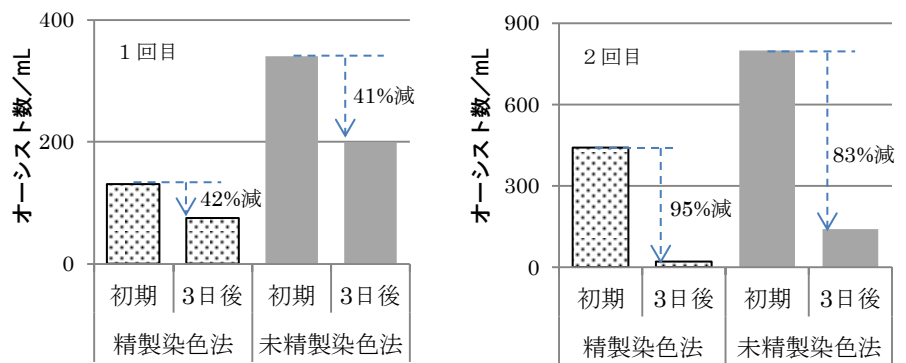 オーシスト数／mL
400
200
0
1回目
42%減
41%減
初期
3日後
初期
3日後
精製染色法
未精製染色法
オーシスト数／mL
900
600
300
0
2回目
95%減
83%減
初期
3日後
初期
3日後
精製染色法
未精製染色法